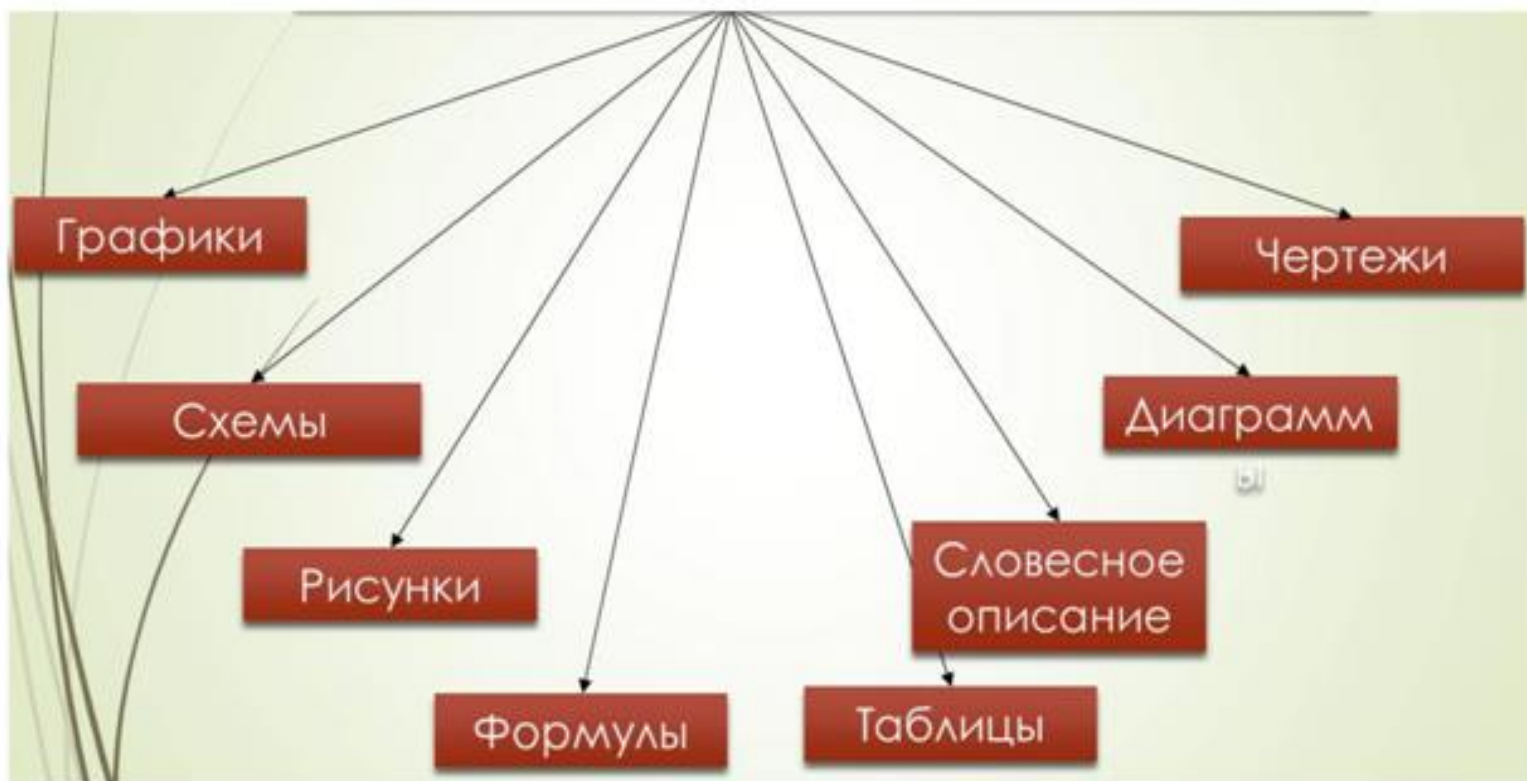 Графики
Чертежи
Схемы
Диаграмм
ы
Словесное
описание
Рисунки
Формулы
Таблицы